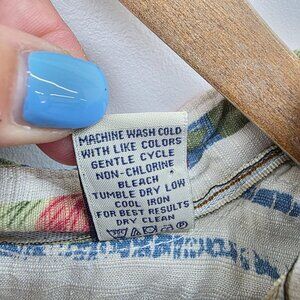 MACHINE WASH COLD
WITH LIKE COLORS
GENTLE CYCLE
NON-CHLORINE
BLEACH
TUMBLE DRY LOW
COOL IRON
FOR BEST RESULTS
DRY CLEAN